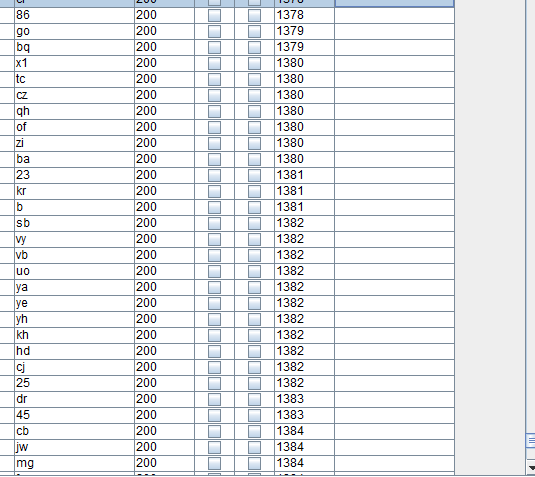 86 200 1378
go 200 1379
bq 200 1379
x1 200 1380
tc 200 1380
cz 200 1380
qh 200 1380
of 200 1380
zi 200 1380
ba 200 1380
23 200 1381
kr 200 1381
b 200 1381
sb 200 1382
vy 200 1382
vb 200 1382
uo 200 1382
ya 200 1382
ye 200 1382
yh 200 1382
kh 200 1382
hd 200 1382
cj 200 1382
25 200 1382
dr 200 1383
45 200 1383
cb 200 1384
jw 200 1384
mg 200 1384